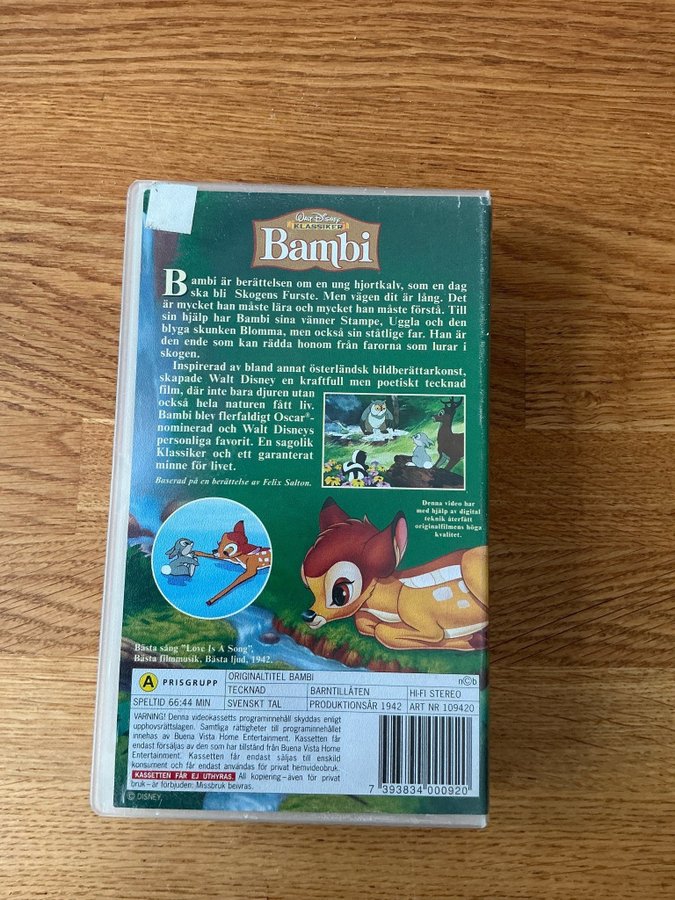 Walt Disney
KLASSIKER
Bambi
Bambi är berättelsen om en ung hjortkalv, som en dag
ska bli Skogens Furste. Men vägen dit är lång. Det
är mycket han måste lära och mycket han måste förstå. Till
sin hjälp har Bambi sina vänner Stampe, Uggla och den
blyga skunken Blomma, men också sin ståtlige far. Han är
den ende som kan rädda honom från farorna som lurar i
skogen.
Inspirerad av bland annat österländsk bildberättarkonst,
skapade Walt Disney en kraftfull men poetiskt tecknad
film, där inte bara djuren utan
också hela naturen fått liv.
Bambi blev flerfaldigt Oscar®-
nominerad och Walt Disneys
personliga favorit. En sagolik
Klassiker och ett garanterat
minne för livet.
Baserad på en berättelse av Felix Salton.
Denna video har
med hjälp av digital
teknik återfått
originalfilmens höga
kvalitet.
Bästa sång "Love Is A Song",
Bästa filmmusik, Bästa ljud, 1942.
A PRISGRUPP
ORIGINALTITEL BAMBI
n©b
TECKNAD
BARNTILLÅTEN
HI-FI STEREO
SPELTID 66:44 MIN
SVENSKT TAL
PRODUKTIONSÅR 1942
ART NR 109420
VARNING! Denna videokassetts programinnehåll skyddas enligt
upphovsrättslagen. Samtliga rättigheter till programinnehållet
innehas av Buena Vista Home Entertainment. Kassetten får
endast försäljas av den som har tillstånd från Buena Vista Home
Entertainment. Kassetten får endast säljas till enskild
konsument och får endast användas för privat hemvideobruk.
KASSETTEN FÅR EJ UTHYRAS. All kopiering – även för privat
bruk – är förbjuden. Missbruk beivras.
© DISNEY.
7 393834 000920